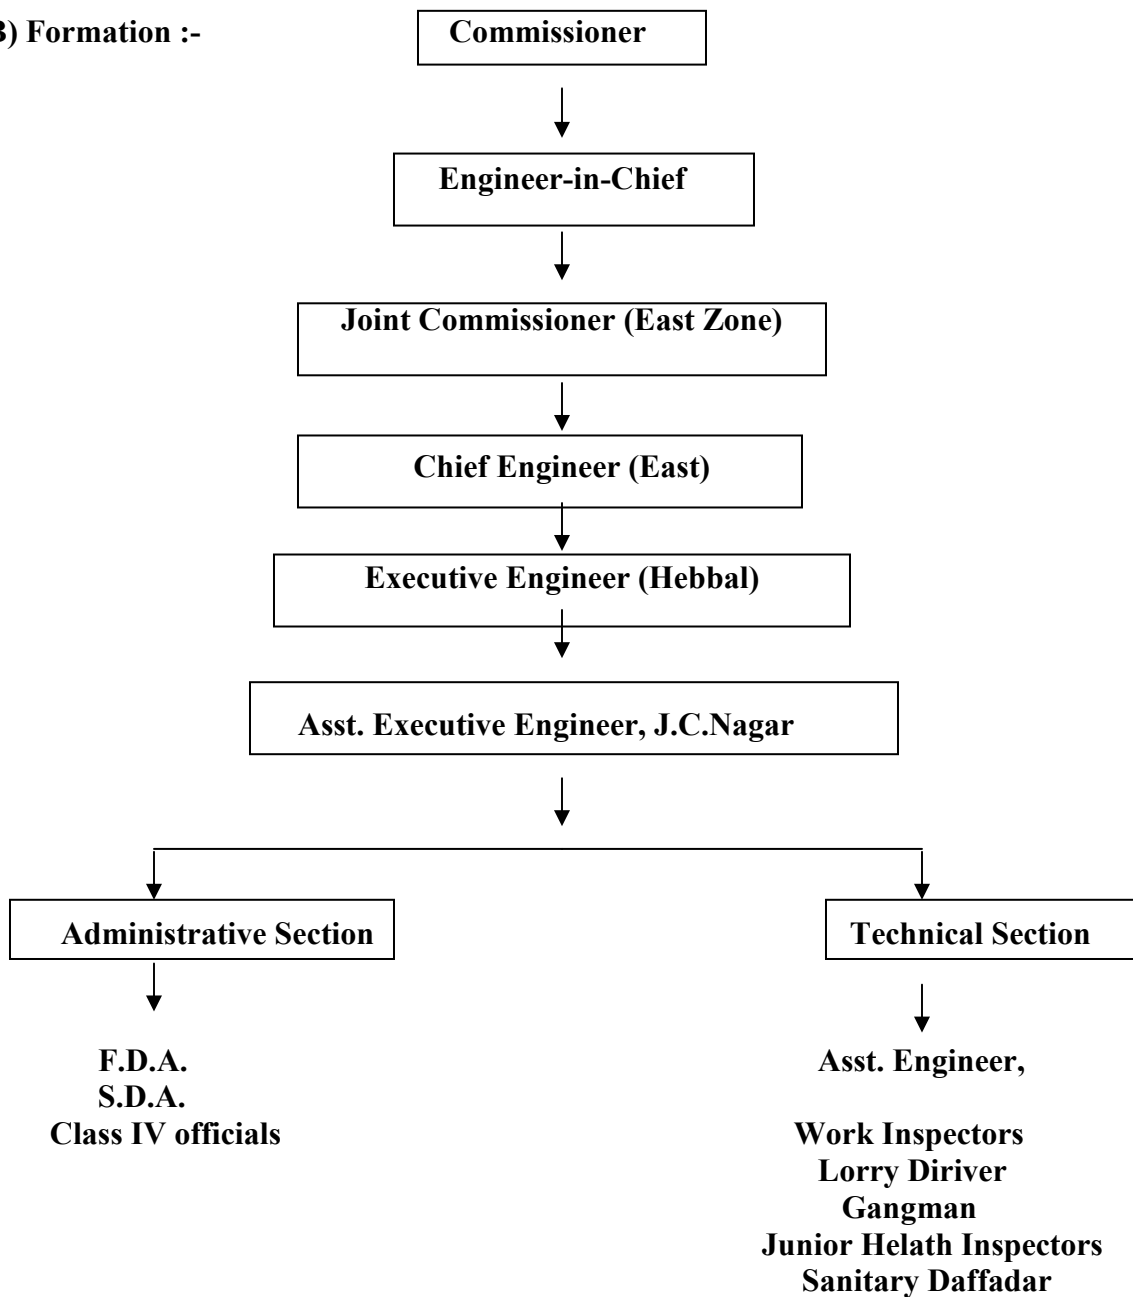 3) Formation :-
Commissioner
Engineer-in-Chief
Joint Commissioner (East Zone)
Chief Engineer (East)
Executive Engineer (Hebbal)
Asst. Executive Engineer, J.C.Nagar
Administrative Section
Technical Section
F.D.A.
S.D.A.
Class IV officials
Asst. Engineer,
Work Inspectors
Lorry Diriver
Gangman
Junior Helath Inspectors
Sanitary Daffadar